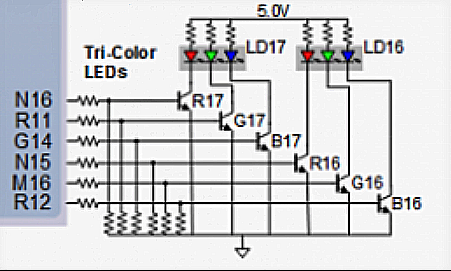 5.0V
Tri-Color
LEDs
LD17
LD16
N16
R17
R11
G17
G14
B17
N15
R16
M16
G16
R12
B16